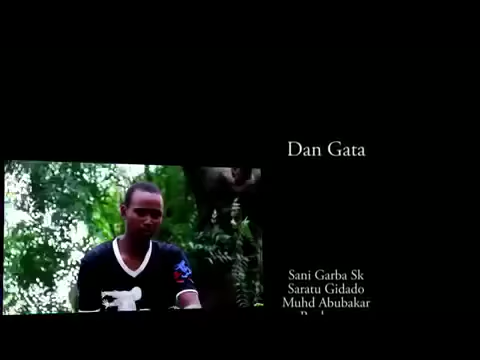 Dan Gata
Sani Garba Sk
Saratu Gidado
Muhd Abubakar